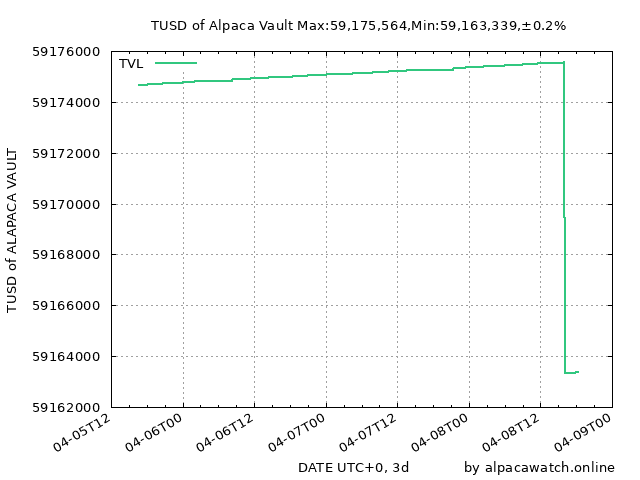 TUSD of Alpaca Vault Max:59,175,564,Min:59,163,339,±0.2%
TVL
59176000
59174000
59172000
59170000
59168000
59166000
59164000
59162000
TUSD of ALAPACA VAULT
04-05T12
04-06T00
04-06T12
04-07T00
04-07T12
04-08T00
04-08T12
04-09T00
DATE UTC+0, 3d
by alpacawatch.online